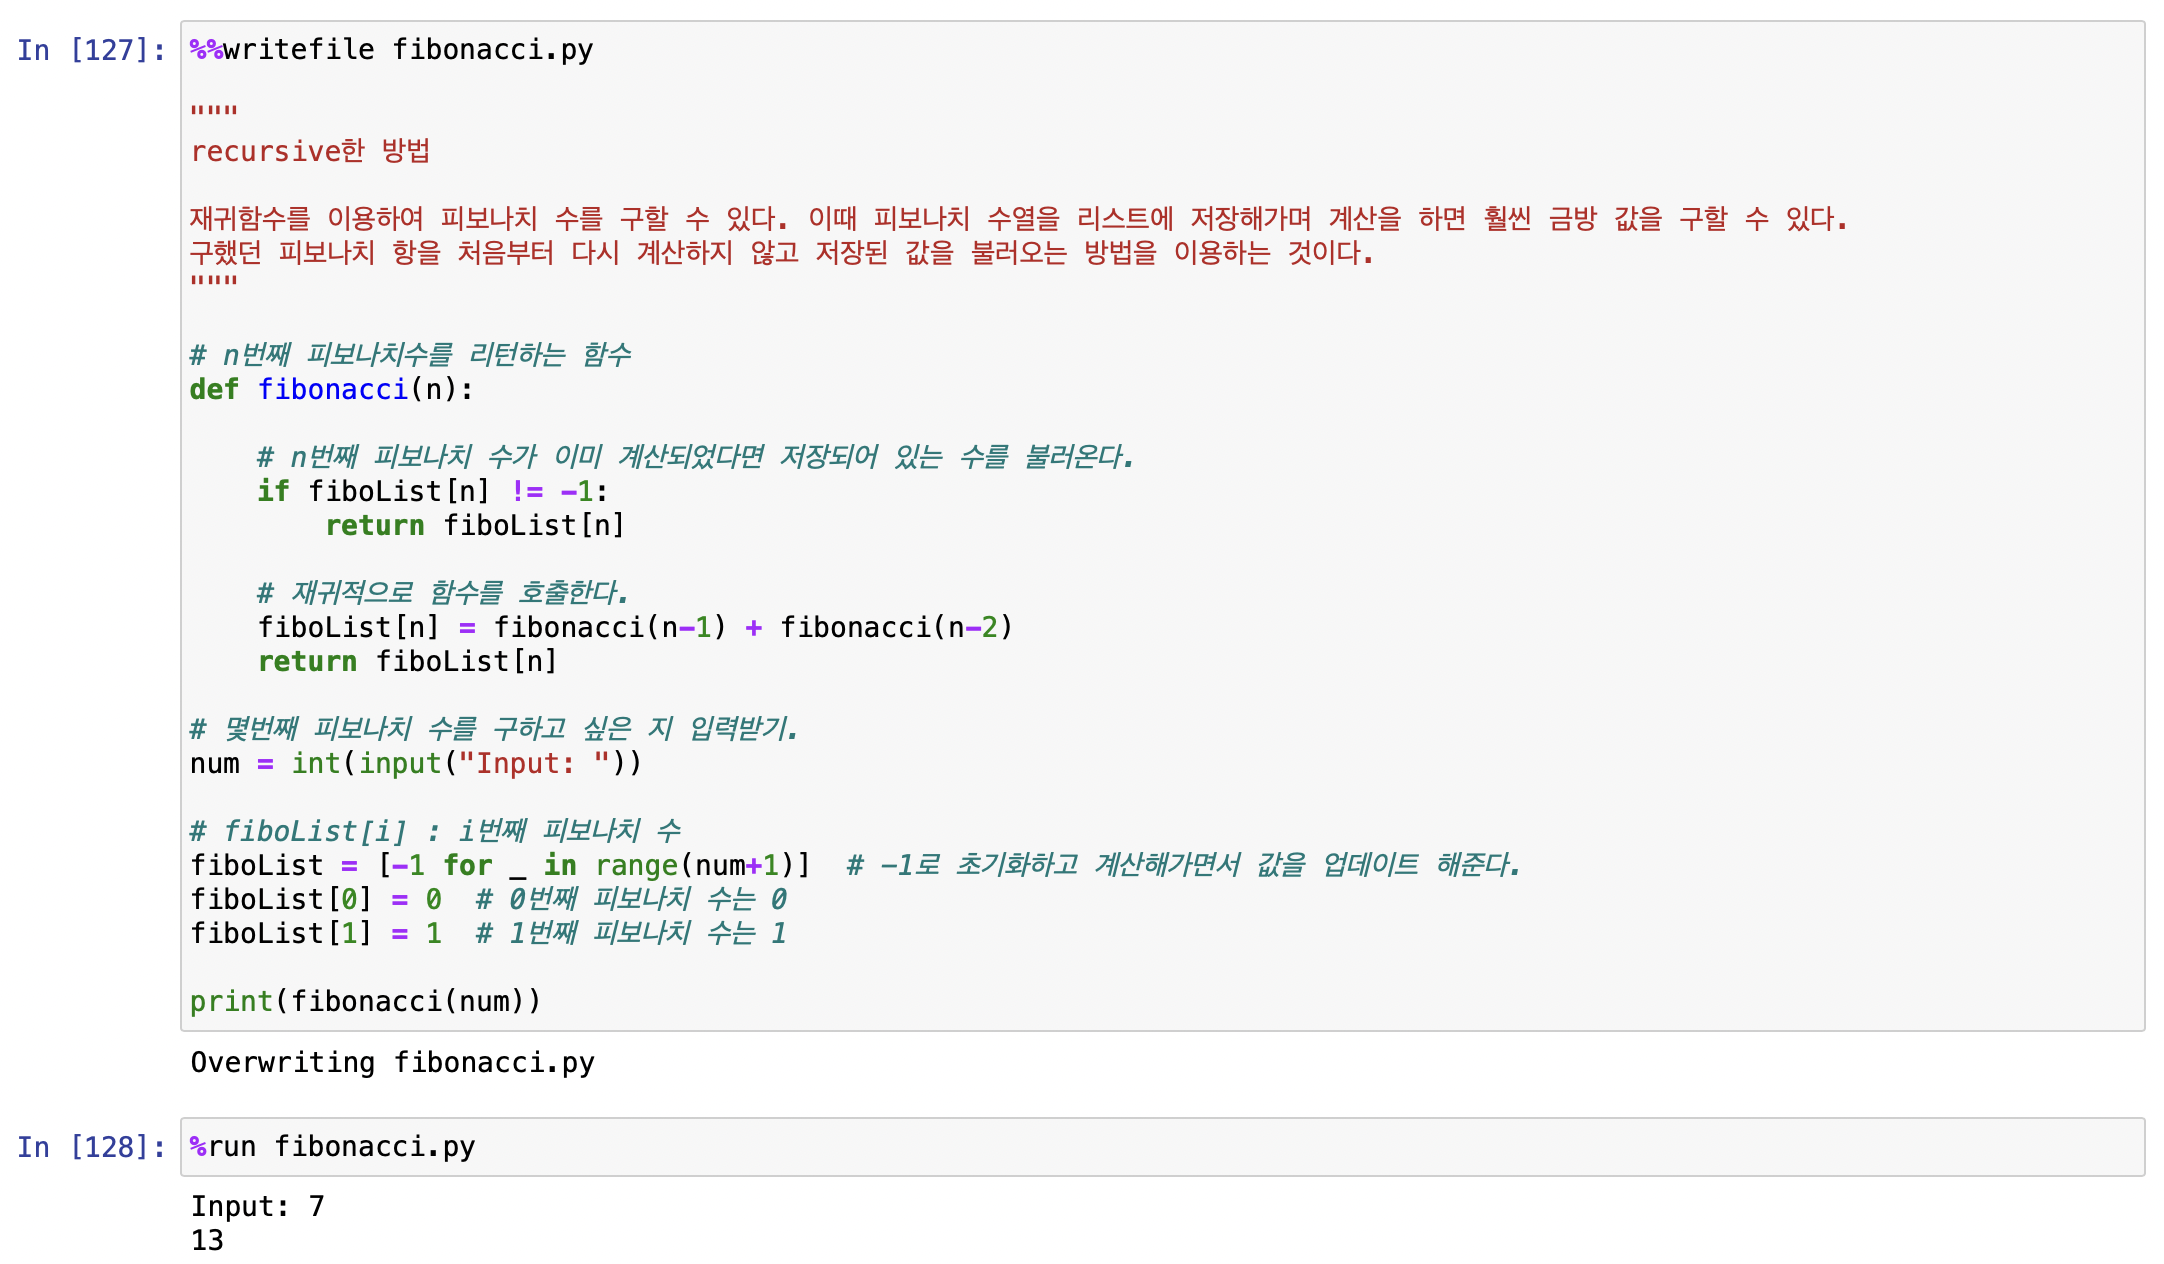 In [127]:
%%writefile fibonacci.py
"""
recursive한 방법
재귀함수를 이용하여 피보나치 수를 구할 수 있다. 이때 피보나치 수열을 리스트에 저장해가며 계산을 하면 훨씬 금방 값을 구할 수 있다.
구했던 피보나치 항을 처음부터 다시 계산하지 않고 저장된 값을 불러오는 방법을 이용하는 것이다.
"""
# n번째 피보나치수를 리턴하는 함수
def fibonacci(n):
    # n번째 피보나치 수가 이미 계산되었다면 저장되어 있는 수를 불러온다.
    if fiboList[n] != -1:
        return fiboList[n]
    # 재귀적으로 함수를 호출한다.
    fiboList[n] = fibonacci(n-1) + fibonacci(n-2)
    return fiboList[n]
# 몇번째 피보나치 수를 구하고 싶은 지 입력받기.
num = int(input("Input: "))
# fiboList[i] : i번째 피보나치 수
fiboList = [-1 for _ in range(num+1)]  # -1로 초기화하고 계산해가면서 값을 업데이트 해준다.
fiboList[0] = 0  # 0번째 피보나치 수는 0
fiboList[1] = 1  # 1번째 피보나치 수는 1
print(fibonacci(num))
Overwriting fibonacci.py
In [128]:
%run fibonacci.py
Input: 7
13